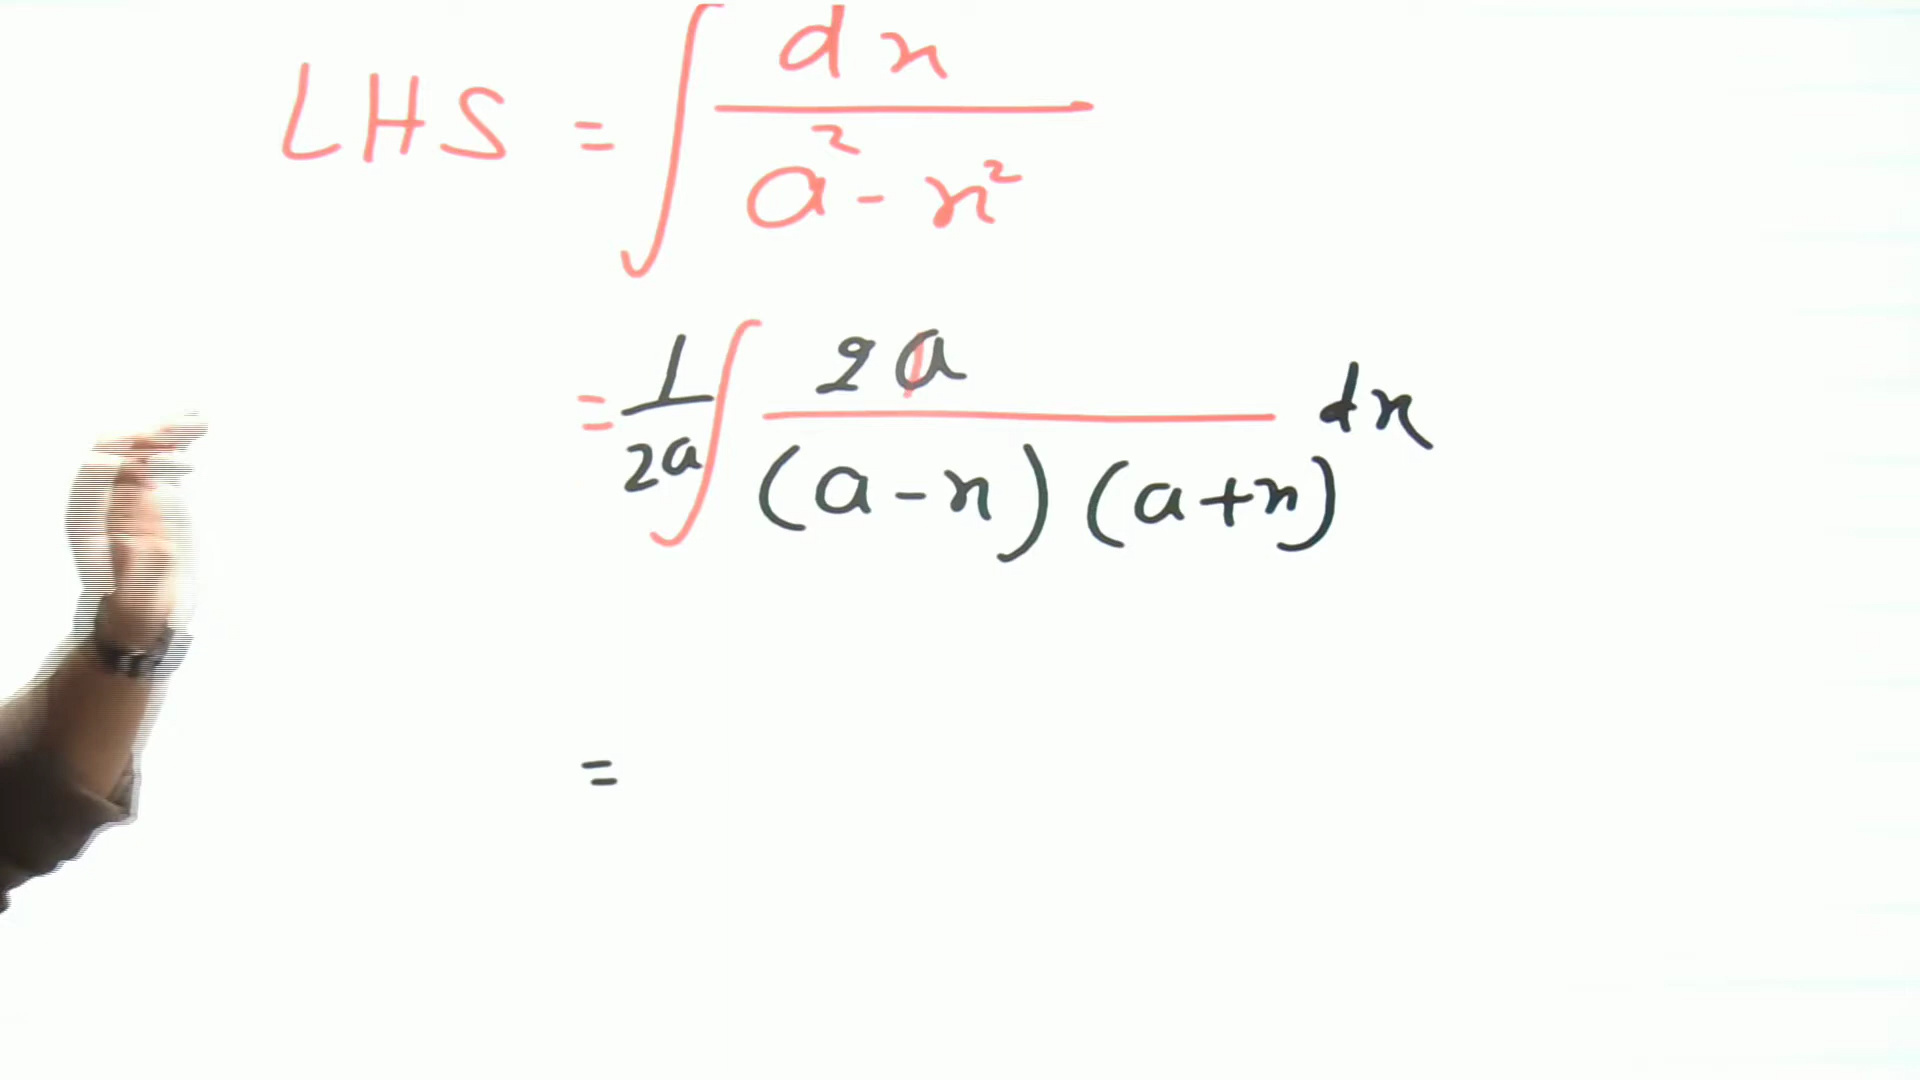 LHS = ∫ dx / a² - x²
= 1/2a ∫ 2a / (a-x)(a+x) dx
=